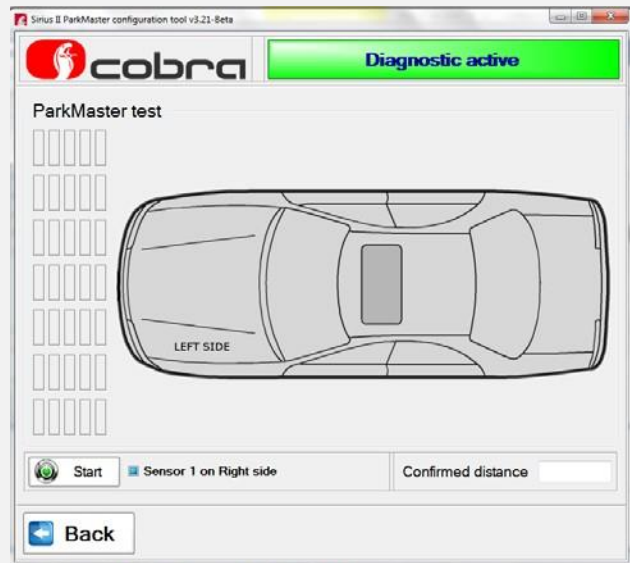 Sirius II ParkMaster configuration tool v3.21-Beta
cobra
Diagnostic active
ParkMaster test
LEFT SIDE
Start
Sensor 1 on Right side
Confirmed distance
Back